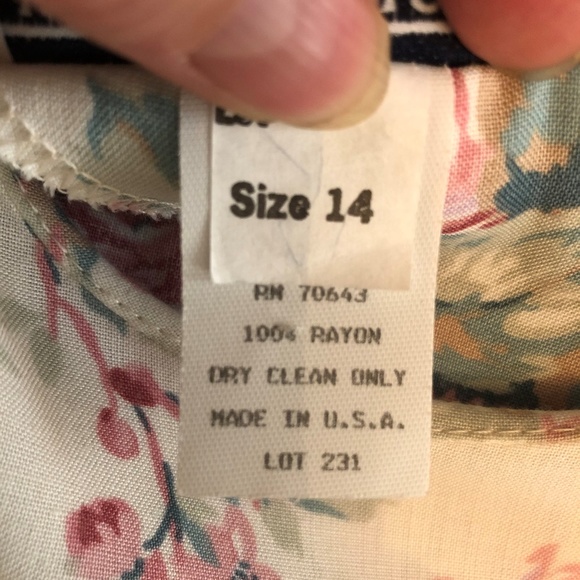 Size 14
RN 70643
100% RAYON
DRY CLEAN ONLY
MADE IN U.S.A.
LOT 231